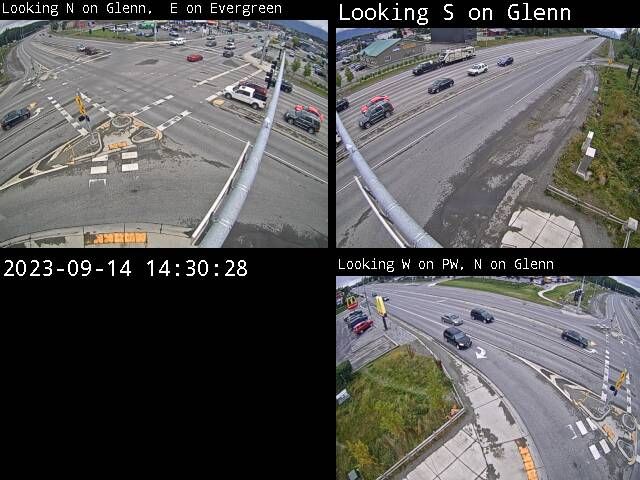 Looking N on Glenn,  E on Evergreen
Looking S on Glenn
2023-09-14 14:30:28
Looking W on PW, N on Glenn